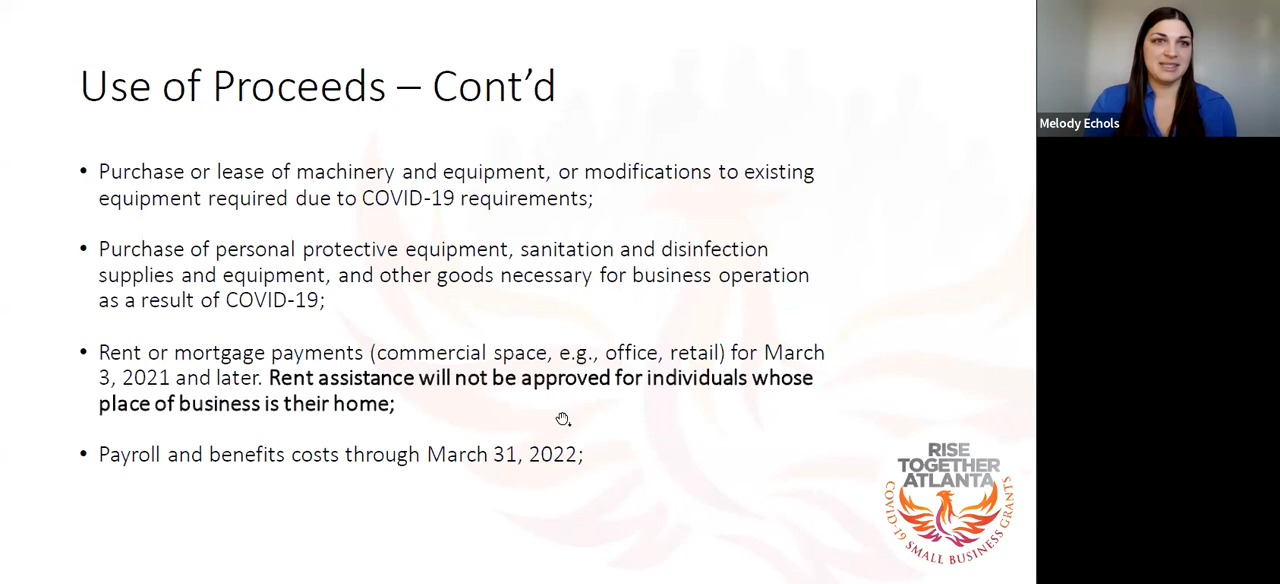 Use of Proceeds – Cont’d
• Purchase or lease of machinery and equipment, or modifications to existing
equipment required due to COVID-19 requirements;
• Purchase of personal protective equipment, sanitation and disinfection
supplies and equipment, and other goods necessary for business operation
as a result of COVID-19;
• Rent or mortgage payments (commercial space, e.g., office, retail) for March
3, 2021 and later. Rent assistance will not be approved for individuals whose
place of business is their home;
• Payroll and benefits costs through March 31, 2022;
RISE
TOGETHER
ATLANTA
COVID-19 SMALL BUSINESS GRANTS
Melody Echols